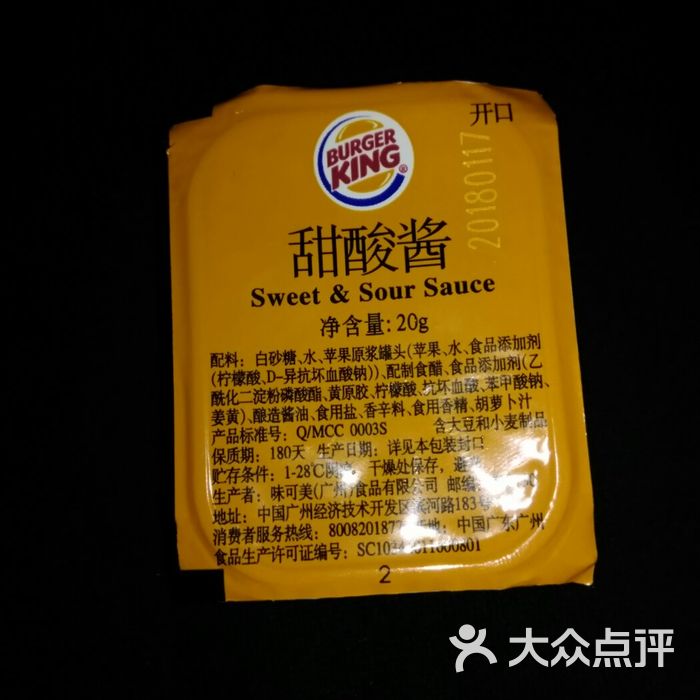 开口
BURGER
KING
®
20180117
甜酸酱
Sweet & Sour Sauce
净含量: 20g
配料: 白砂糖、水、苹果原浆罐头(苹果、水、食品添加剂
(柠檬酸、D-异抗坏血酸钠))、配制食醋、食品添加剂(乙
酰化二淀粉磷酸酯、黄原胶、柠檬酸、抗坏血酸、苯甲酸钠、
姜黄)、酿造酱油、食用盐、香辛料、食用香精、胡萝卜汁
产品标准号: Q/MCC 0003S 含大豆和小麦制品
保质期: 180天 生产日期: 详见本包装封口
贮存条件: 1-28℃ 干燥处保存,
生产者: 味可美(广州)食品有限公司 邮编:
地址: 中国广州经济技术开发区滨河路183号
消费者服务热线: 80082018 地: 中国广东广州
食品生产许可证编号: SC10 011000801
2
大众点评